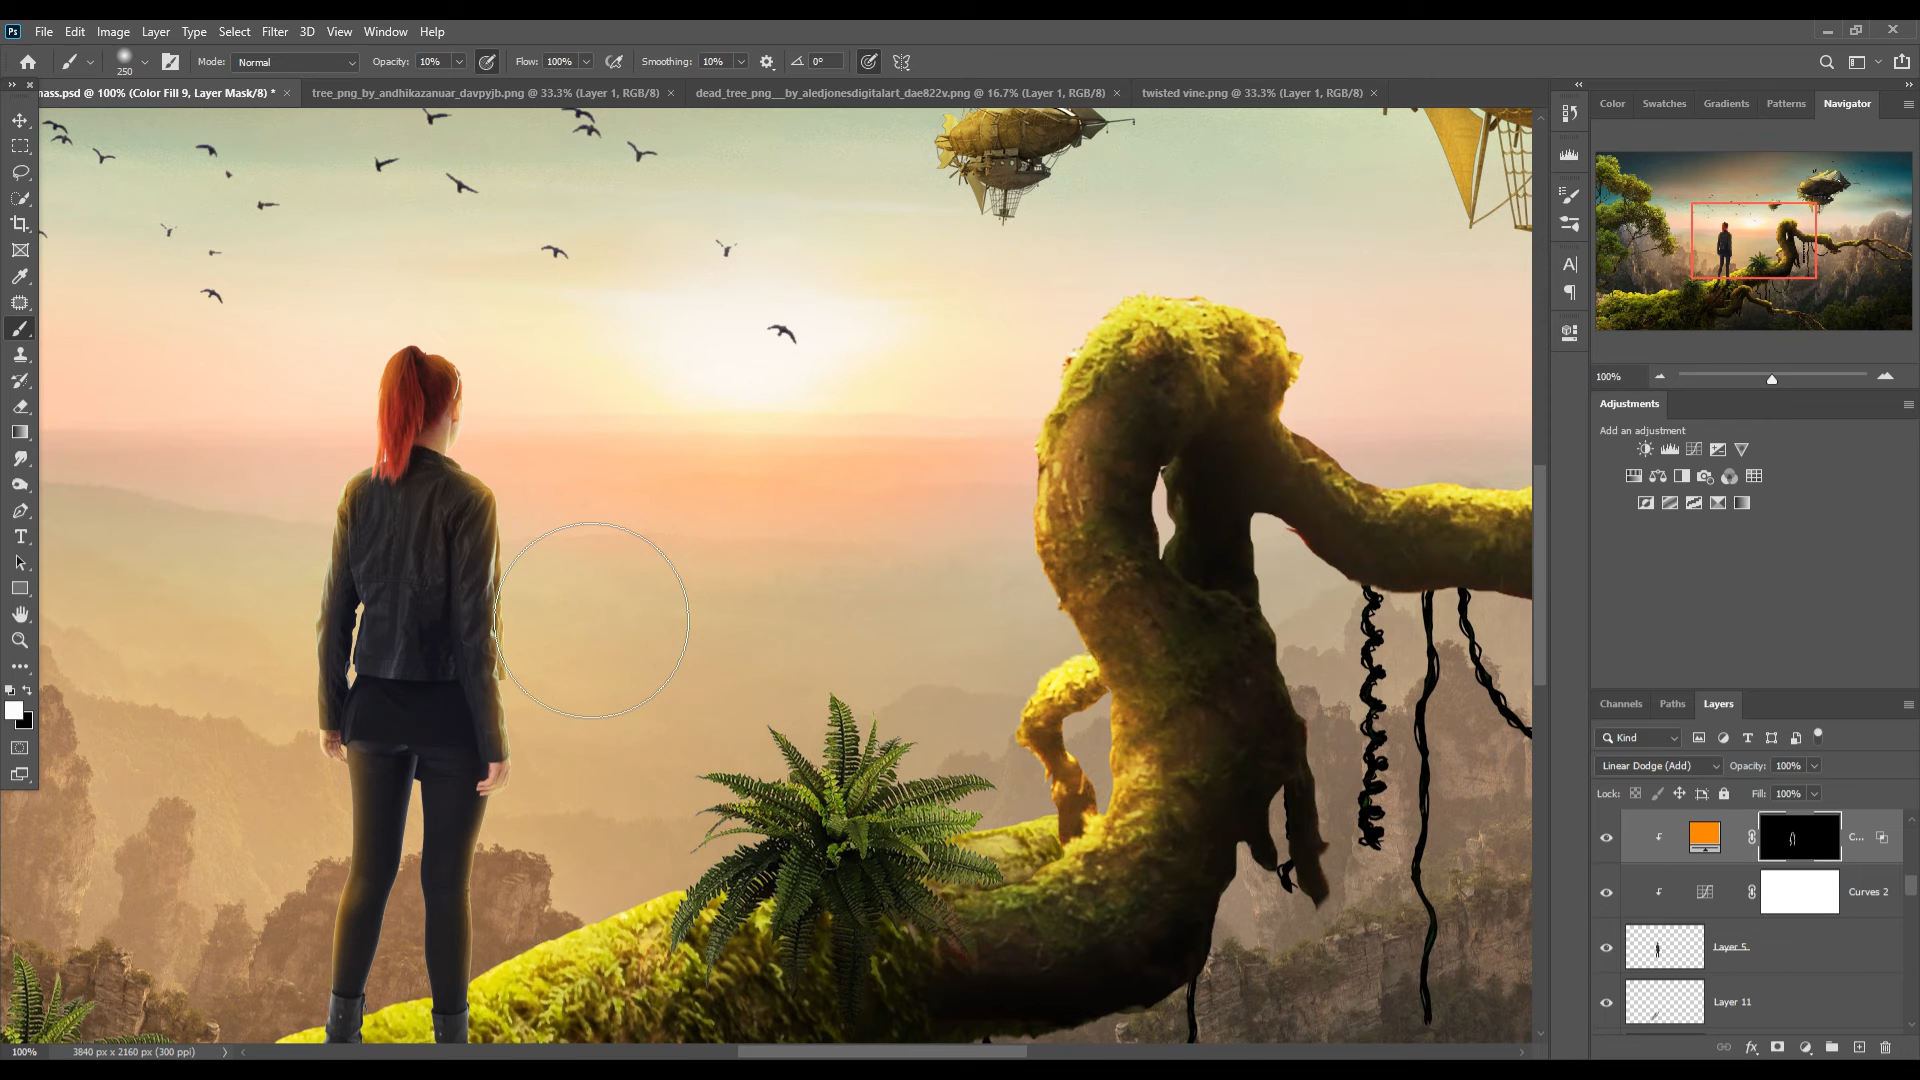 Ps File Edit Image Layer Type Select Filter 3D View Window Help
250 Mode: Normal Opacity: 10% Flow: 100% Smoothing: 10% 0°
mass.psd @ 100% (Color Fill 9, Layer Mask/8) * × tree_png_by_andhikazanuar_davpyjb.png @ 33.3% (Layer 1, RGB/8) × dead_tree_png___by_aledjonesdigitalart_dae822v.png @ 16.7% (Layer 1, RGB/8) × twisted vine.png @ 33.3% (Layer 1, RGB/8) ×
Color Swatches Gradients Patterns Navigator
100%
Adjustments
Add an adjustment
Channels Paths Layers
Kind
Linear Dodge (Add) Opacity: 100%
Lock: Fill: 100%
C...
Curves 2
Layer 5
Layer 11
100% 3840 px x 2160 px (300 ppi)